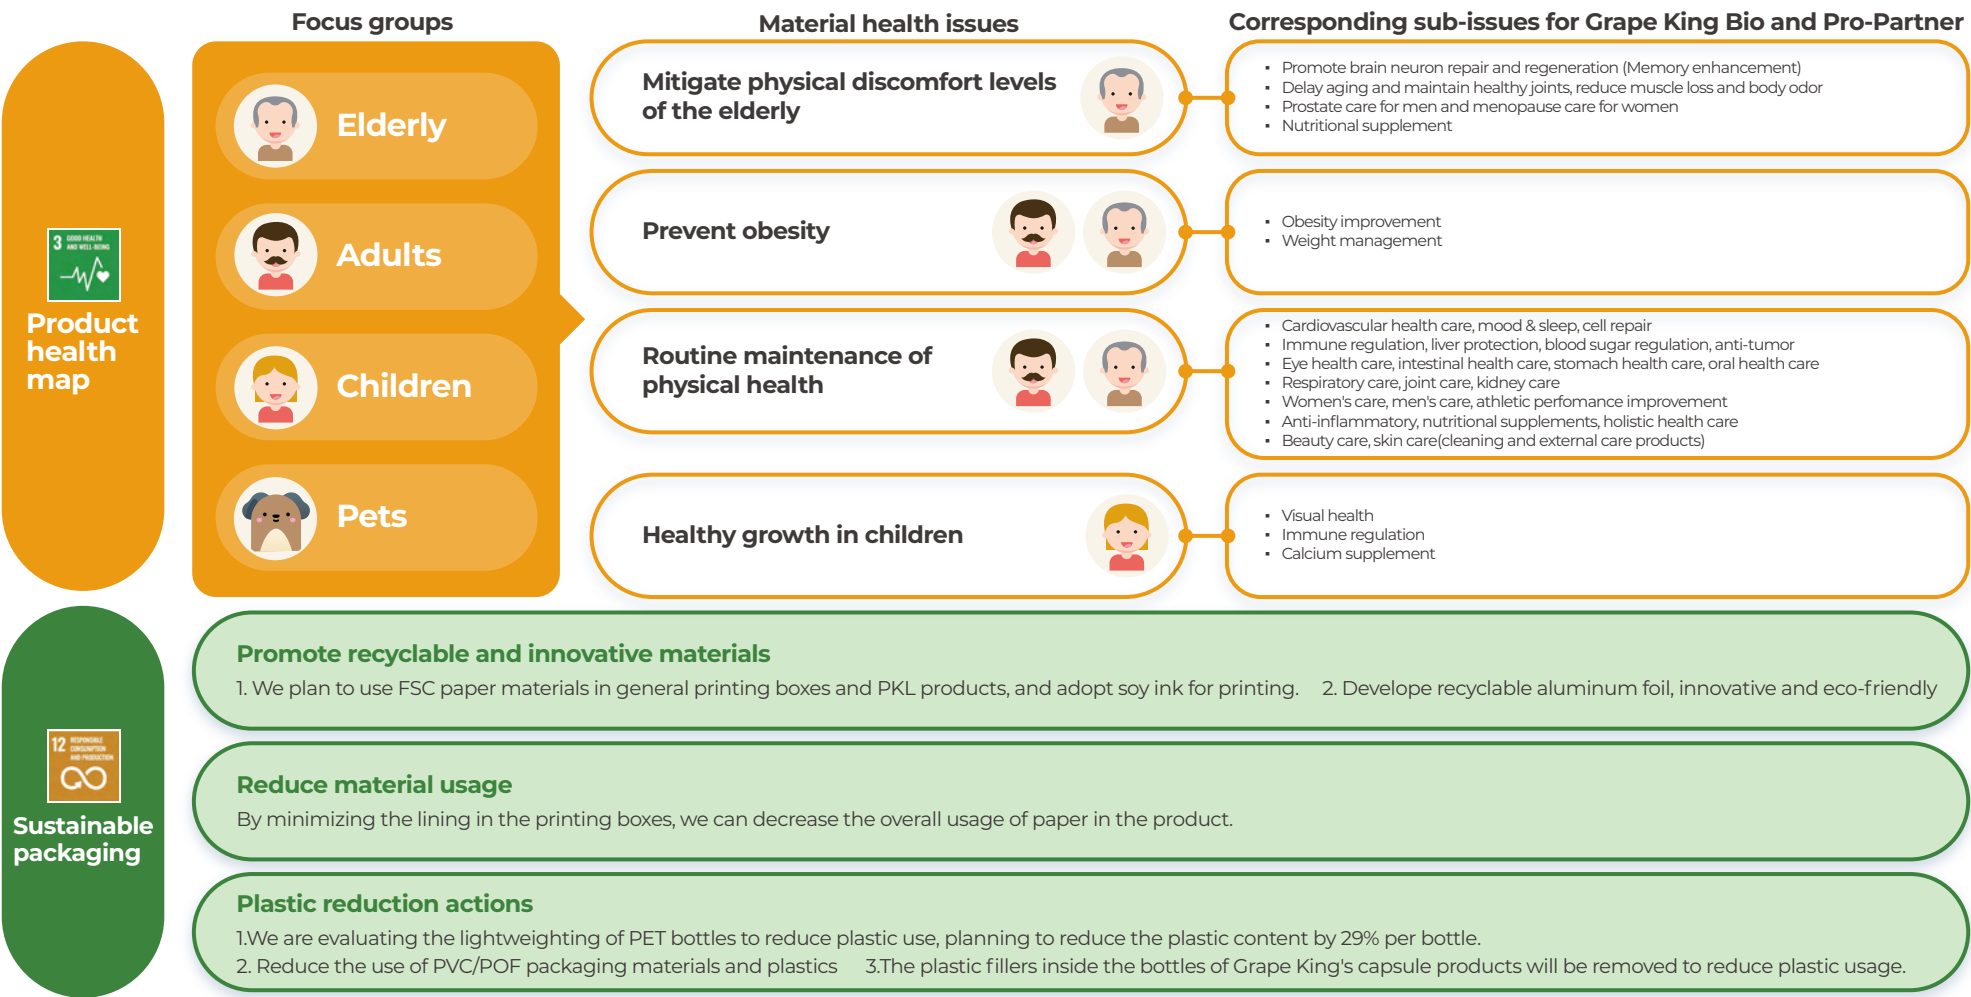 Focus groups
Material health issues
Corresponding sub-issues for Grape King Bio and Pro-Partner
3 GOOD HEALTH
AND WELL-BEING
Product
health
map
Elderly
Adults
Children
Pets
Mitigate physical discomfort levels
of the elderly
▪ Promote brain neuron repair and regeneration (Memory enhancement)
▪ Delay aging and maintain healthy joints, reduce muscle loss and body odor
▪ Prostate care for men and menopause care for women
▪ Nutritional supplement
Prevent obesity
▪ Obesity improvement
▪ Weight management
Routine maintenance of
physical health
▪ Cardiovascular health care, mood & sleep, cell repair
▪ Immune regulation, liver protection, blood sugar regulation, anti-tumor
▪ Eye health care, intestinal health care, stomach health care, oral health care
▪ Respiratory care, joint care, kidney care
▪ Women's care, men's care, athletic perfomance improvement
▪ Anti-inflammatory, nutritional supplements, holistic health care
▪ Beauty care, skin care(cleaning and external care products)
Healthy growth in children
▪ Visual health
▪ Immune regulation
▪ Calcium supplement
12 RESPONSIBLE
CONSUMPTION
AND PRODUCTION
Sustainable
packaging
Promote recyclable and innovative materials
1. We plan to use FSC paper materials in general printing boxes and PKL products, and adopt soy ink for printing. 2. Develope recyclable aluminum foil, innovative and eco-friendly
Reduce material usage
By minimizing the lining in the printing boxes, we can decrease the overall usage of paper in the product.
Plastic reduction actions
1.We are evaluating the lightweighting of PET bottles to reduce plastic use, planning to reduce the plastic content by 29% per bottle.
2. Reduce the use of PVC/POF packaging materials and plastics 3.The plastic fillers inside the bottles of Grape King's capsule products will be removed to reduce plastic usage.